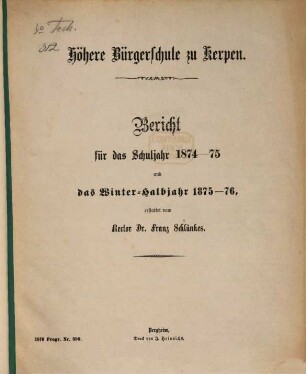 Höhere Bürgerschule zu Kerpen.
Bericht
für das Schuljahr 1874—75
und
das Winter-Halbjahr 1875—76,
erstattet vom
Rector Dr. Franz Schlünkes.
1876 Progr. Nr.
Bergheim,
Druck von J. Heinrichs.